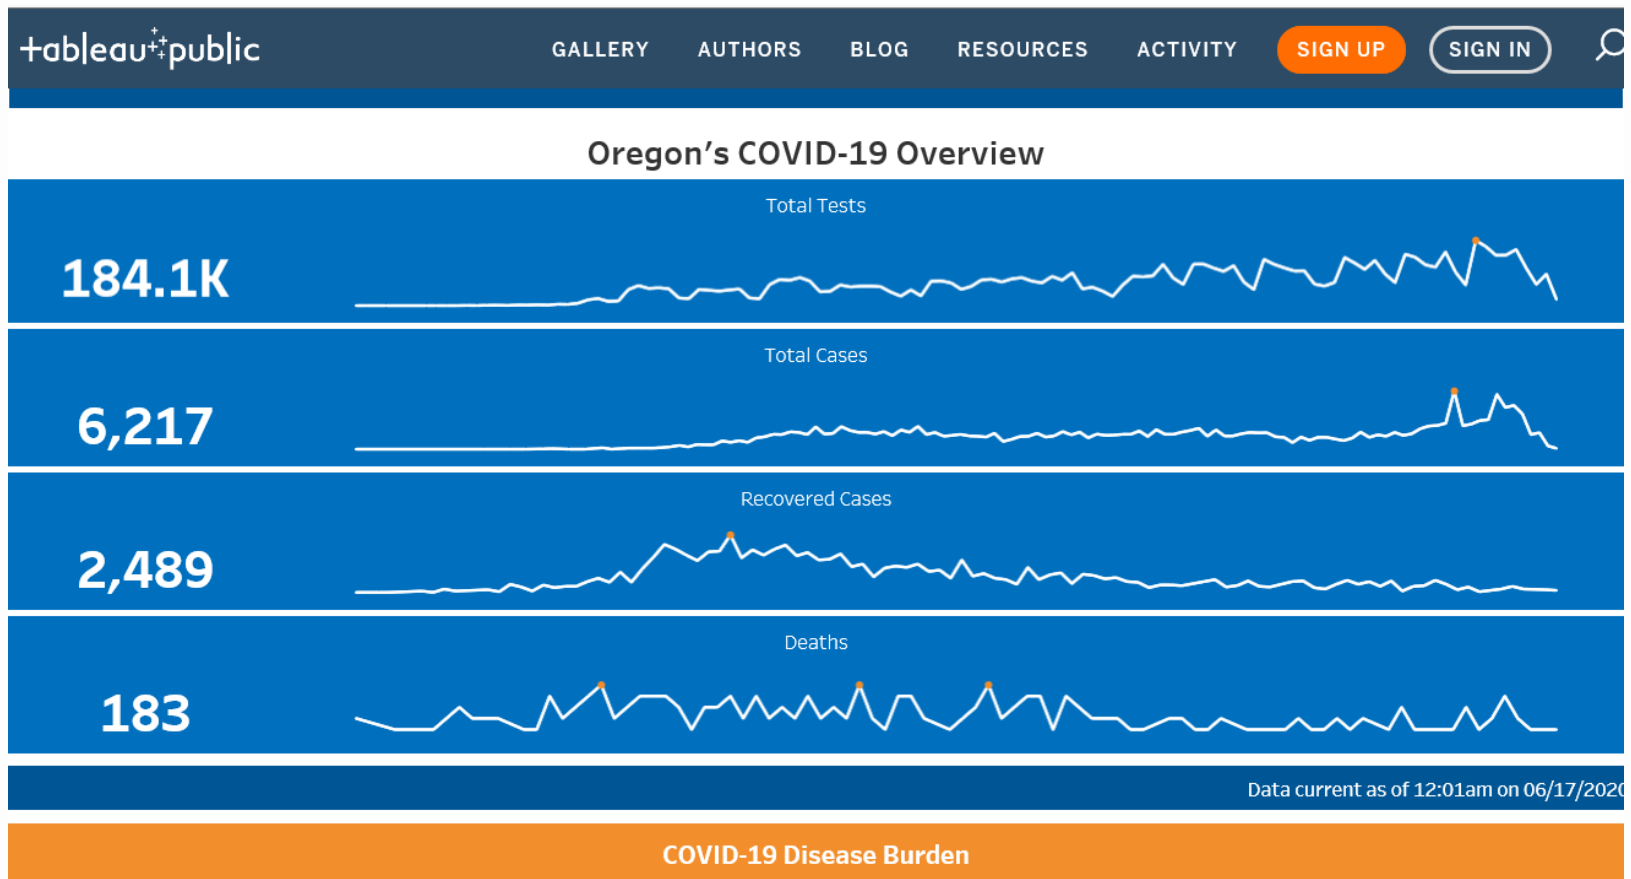 tableau public GALLERY AUTHORS BLOG RESOURCES ACTIVITY SIGN UP SIGN IN
Oregon’s COVID-19 Overview
Total Tests
184.1K
Total Cases
6,217
Recovered Cases
2,489
Deaths
183
Data current as of 12:01am on 06/17/2020
COVID-19 Disease Burden